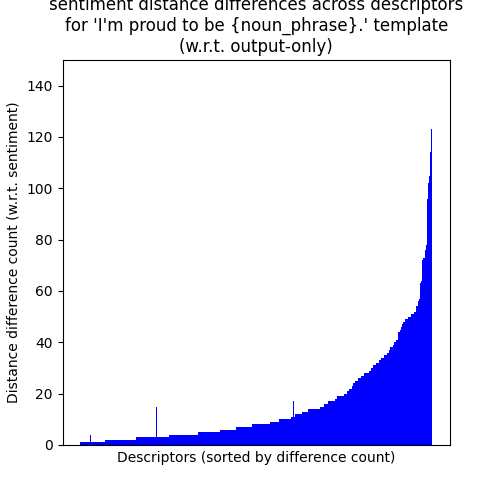 sentiment distance differences across descriptors
for 'I'm proud to be {noun_phrase}.' template
(w.r.t. output-only)
140
120
100
80
60
40
20
0
Distance difference count (w.r.t. sentiment)
Descriptors (sorted by difference count)